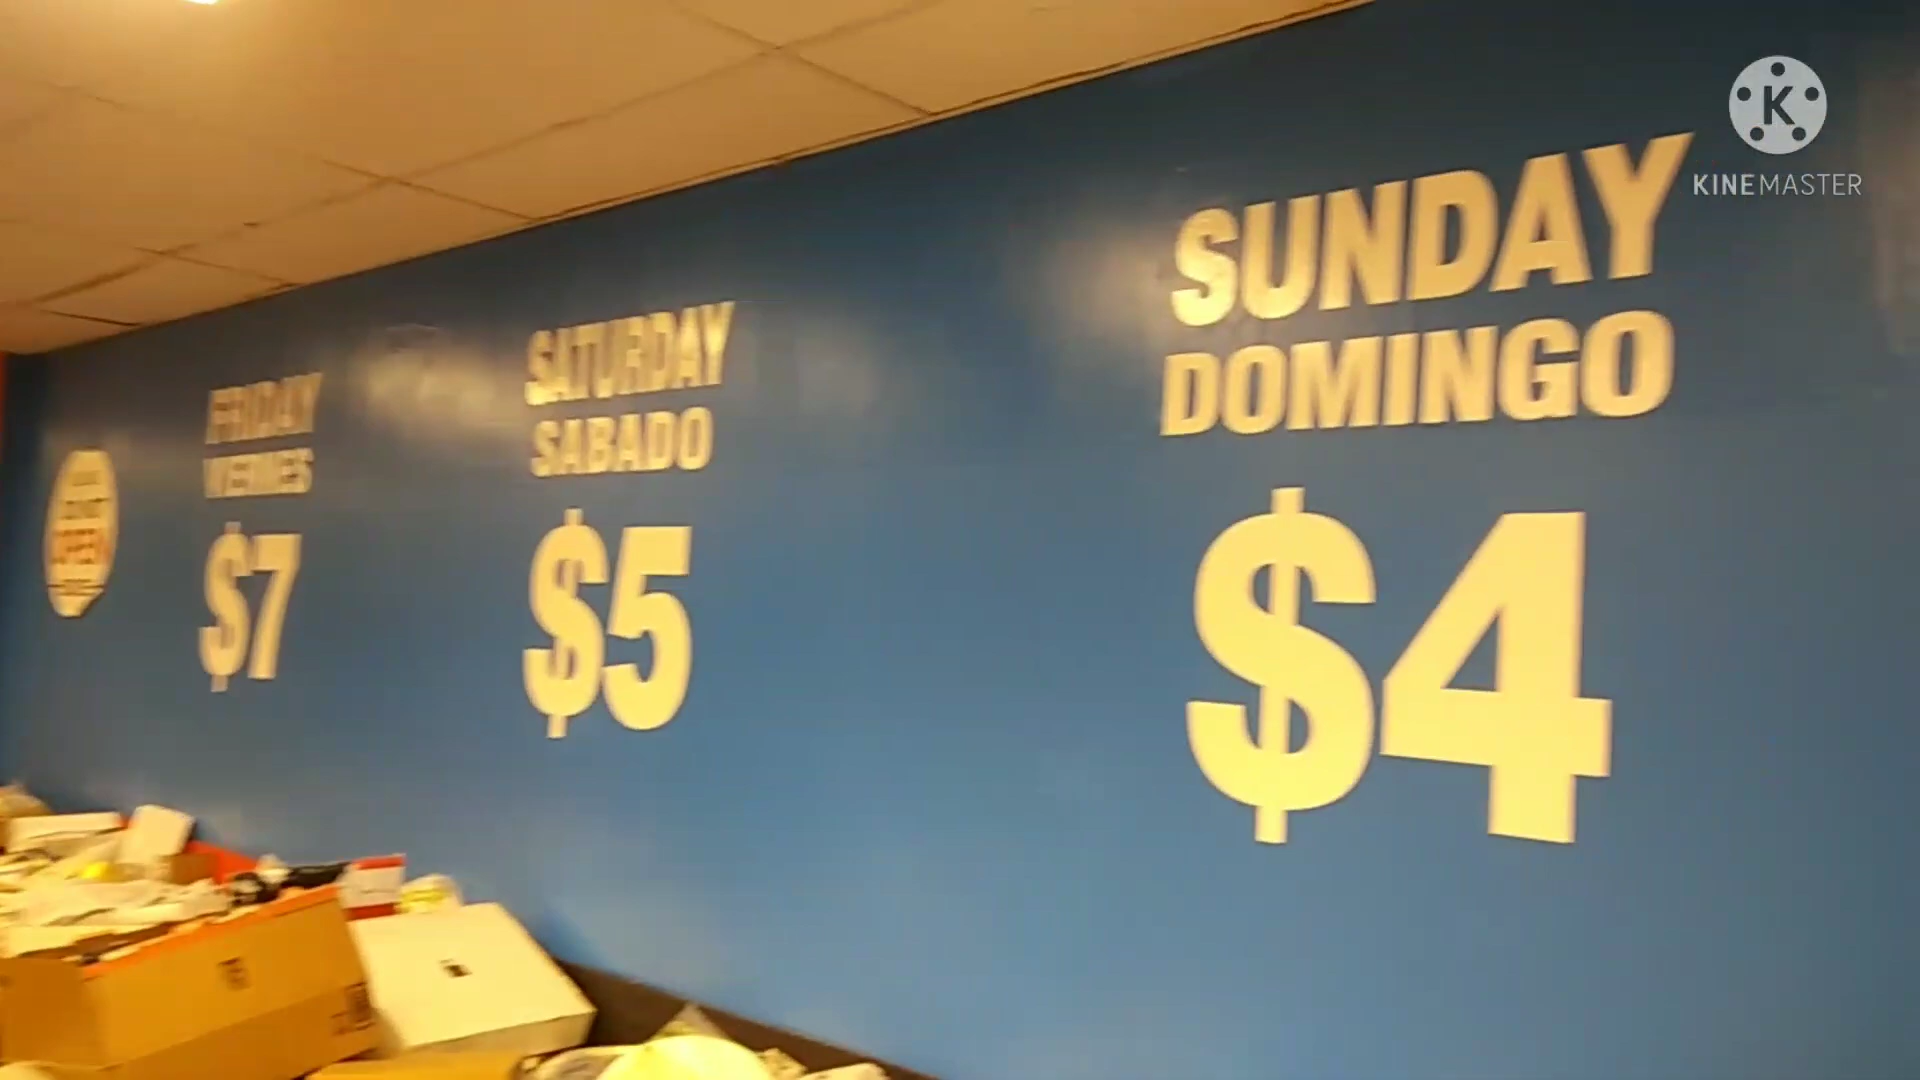 FRIDAY
VIERNES
$7
SATURDAY
SABADO
$5
SUNDAY
DOMINGO
$4
K
KINEMASTER